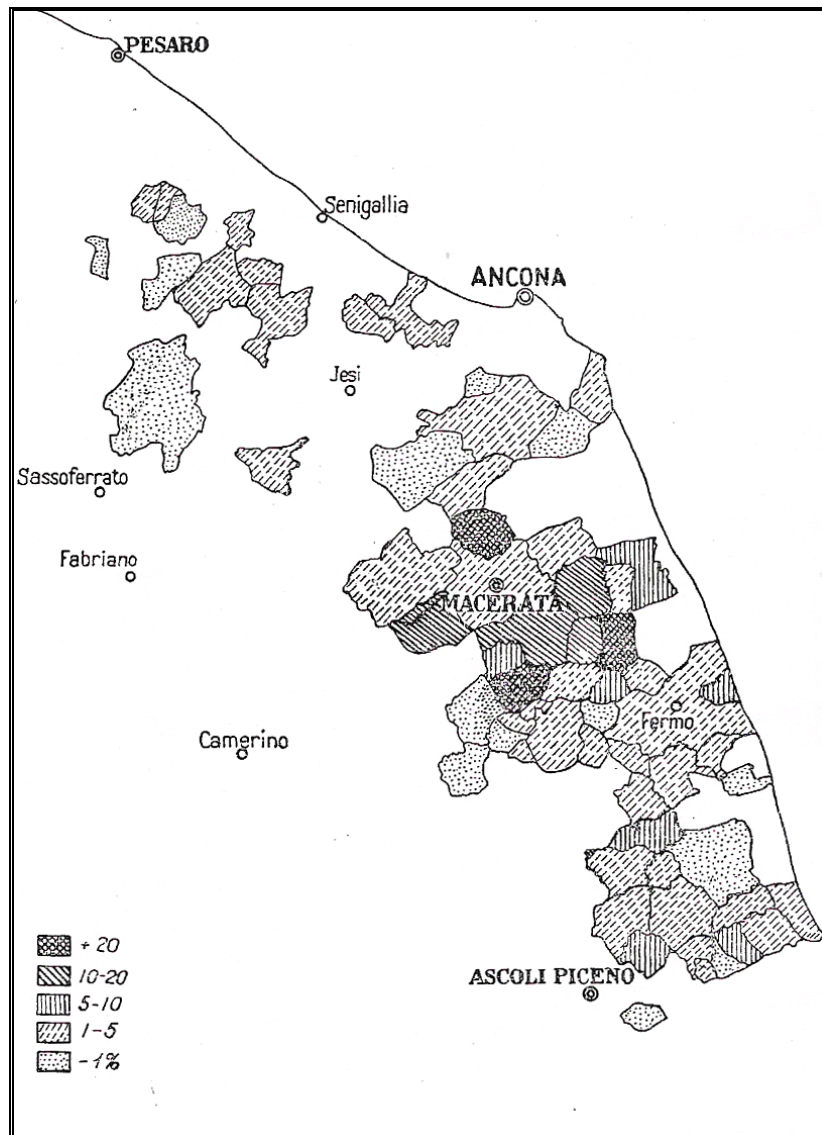 PESARO
Senigallia
ANCONA
Jesi
Sassoferrato
Fabriano
MACERATA
Fermo
Camerino
ASCOLI PICENO
+ 20
10-20
5-10
1-5
-1%